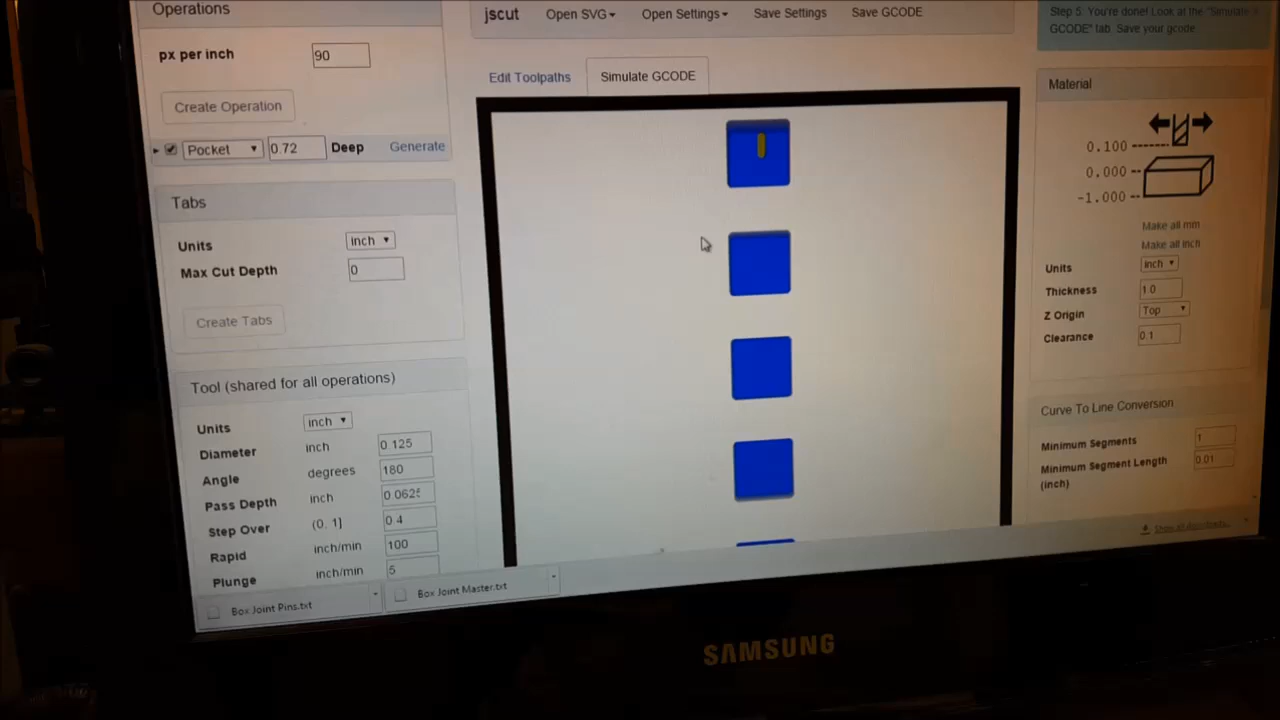 Operations
px per inch 90
Create Operation
Pocket 0.72 Deep Generate
Tabs
Units inch
Max Cut Depth 0
Create Tabs
Tool (shared for all operations)
Units inch
Diameter inch 0.125
Angle degrees 180
Pass Depth inch 0.0625
Step Over (0, 1] 0.4
Rapid inch/min 100
Plunge inch/min 5
jscut Open SVG Open Settings Save Settings Save GCODE
Edit Toolpaths Simulate GCODE
Step 5: You're done! Look at the "Simulate
GCODE" tab. Save your gcode.
Material
0.100
0.000
-1.000
Make all mm
Make all inch
Units inch
Thickness 1.0
Z Origin Top
Clearance 0.1
Curve To Line Conversion
Minimum Segments 1
Minimum Segment Length 0.01
(inch)
Show all downloads...
Box Joint Pins.txt Box Joint Master.txt
SAMSUNG